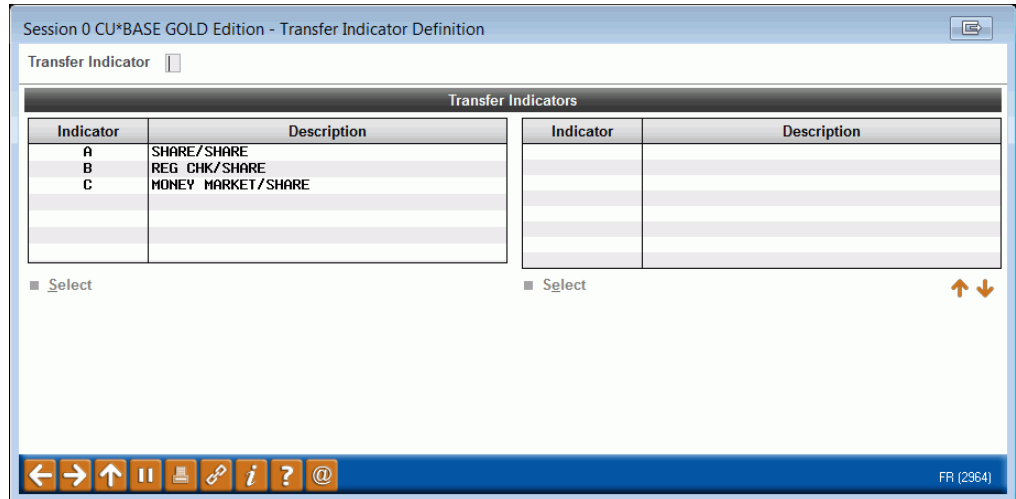 Session 0 CU*BASE GOLD Edition - Transfer Indicator Definition
Transfer Indicator
Transfer Indicators
Indicator Description Indicator Description
A SHARE/SHARE
B REG CHK/SHARE
C MONEY MARKET/SHARE
Select Select
i ? @ FR (2964)